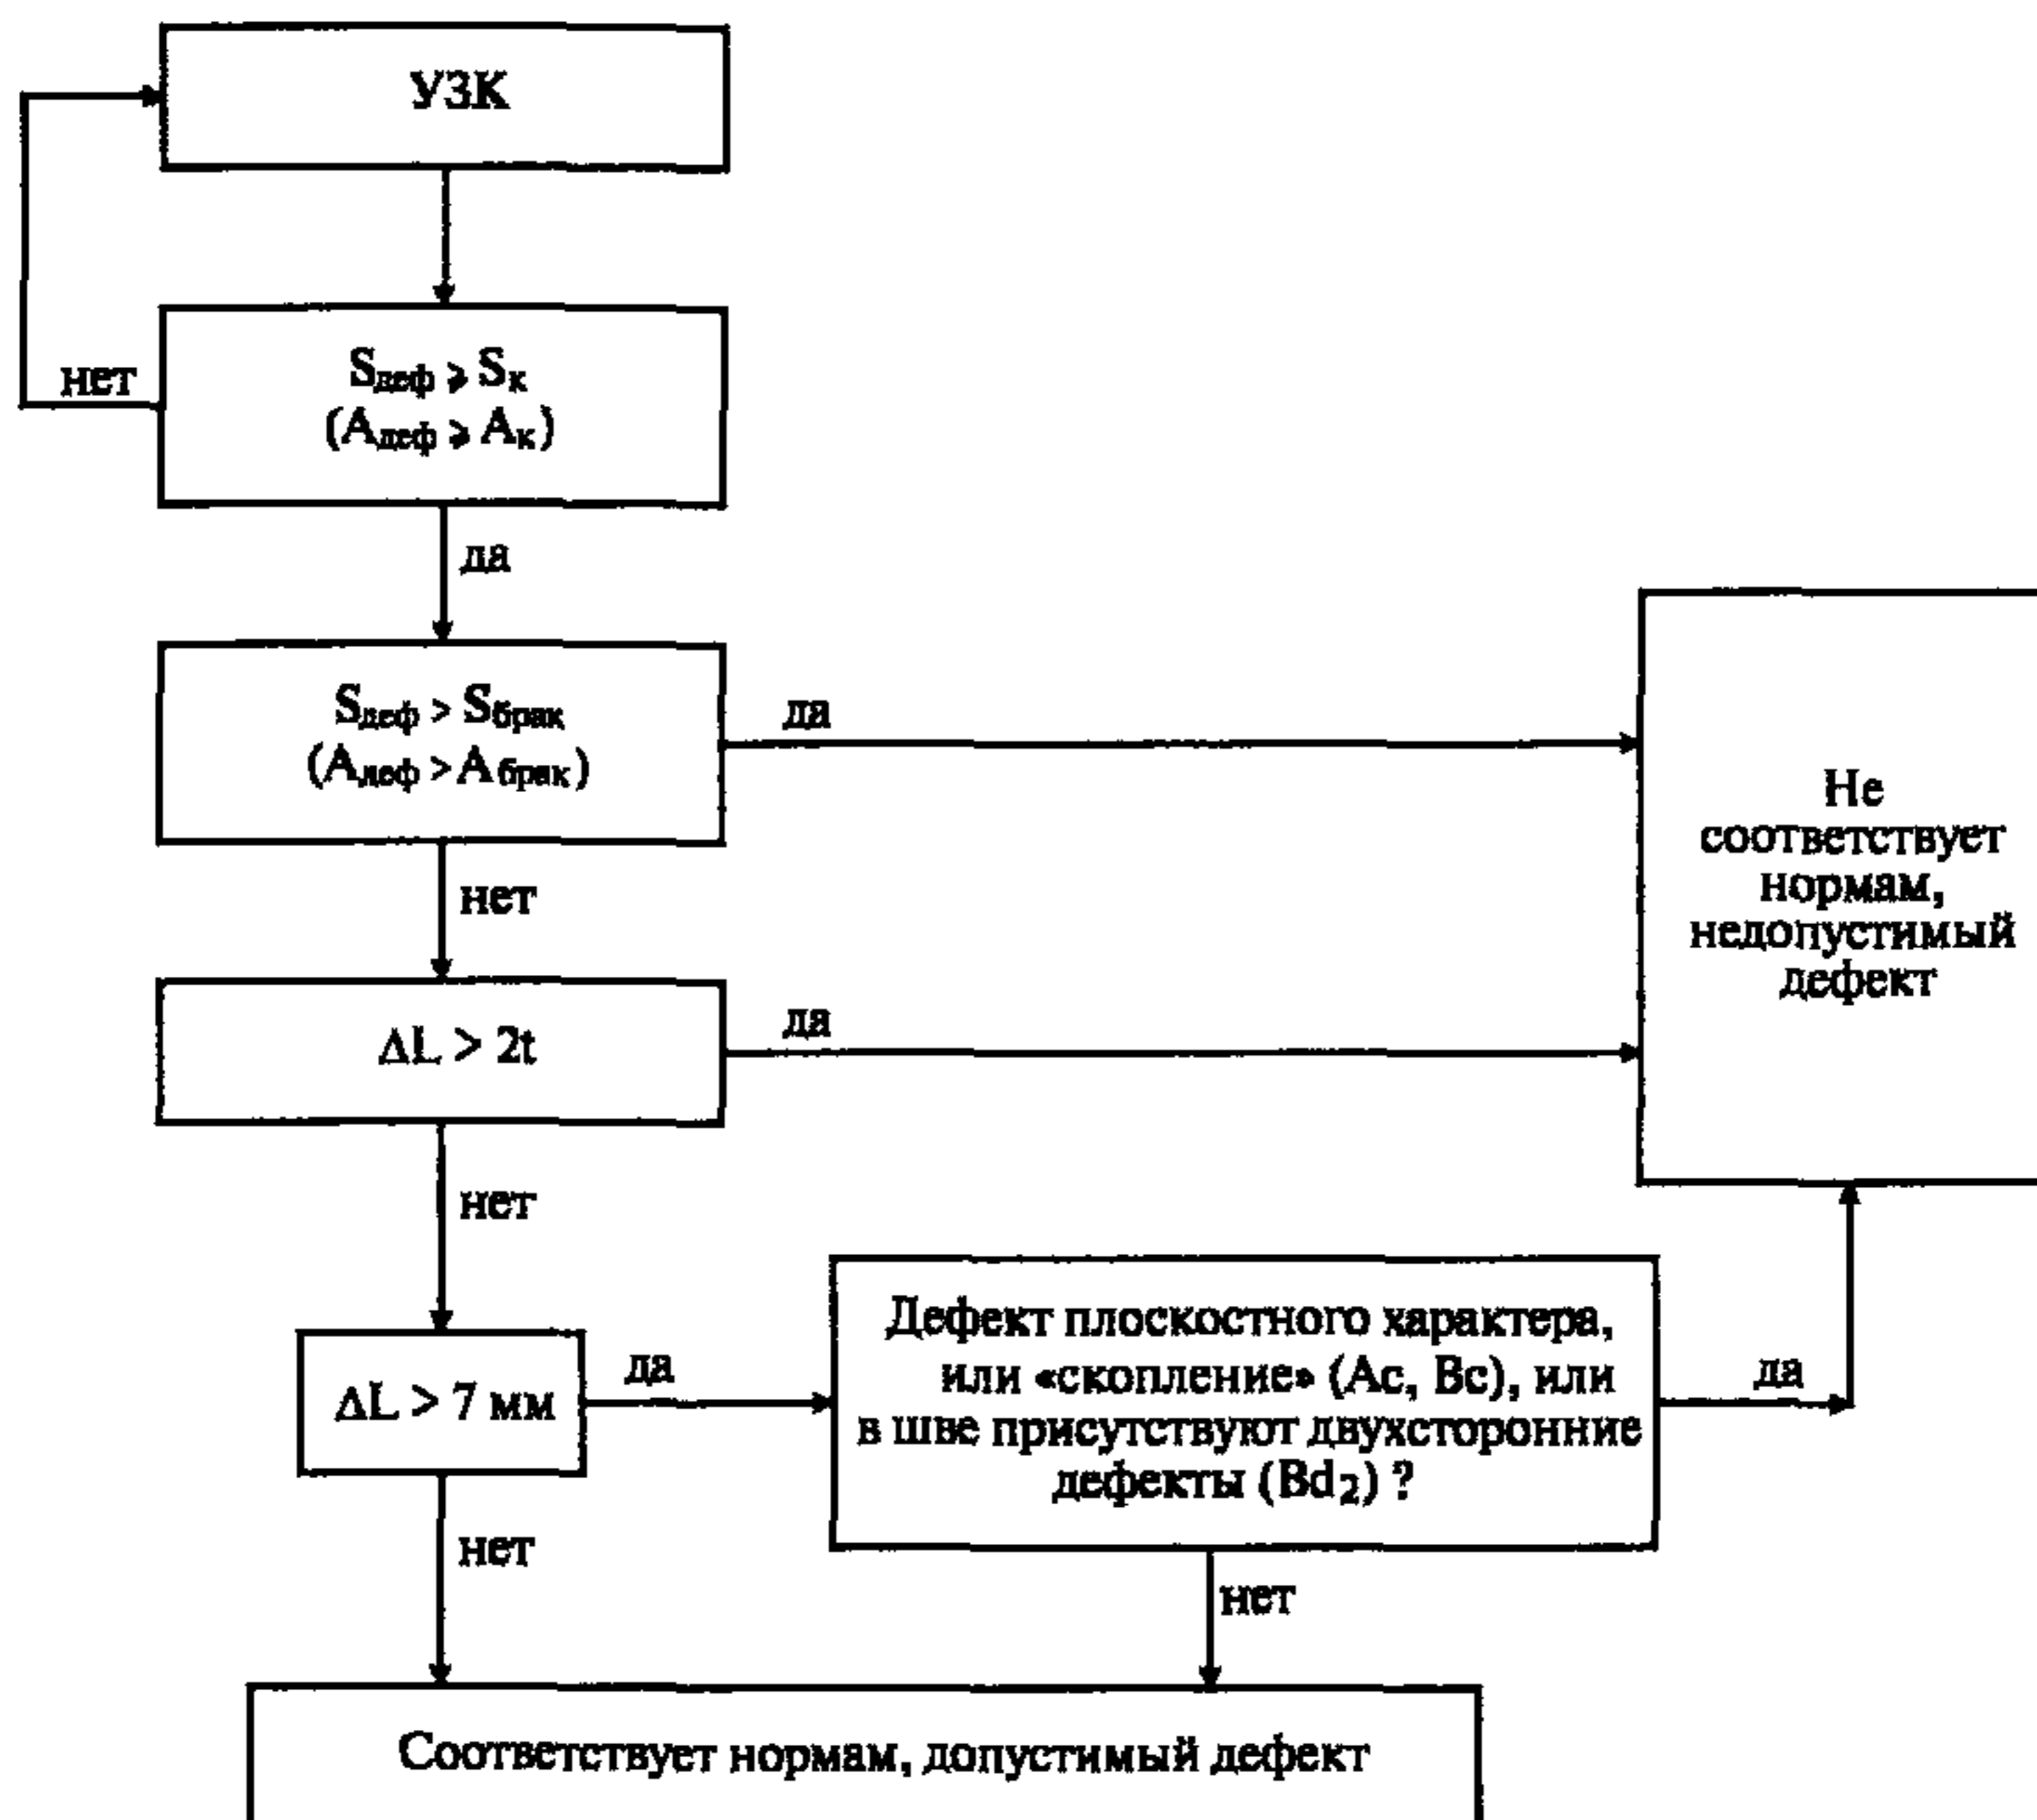 УЗК
Sдеф ⩾ Sк
(Aдеф ⩾ Aк)
нет
да
Sдеф > Sбрак
(Aдеф > Aбрак)
да
нет
Не
соответствует
нормам,
недопустимый
дефект
ΔL > 2t
да
нет
ΔL > 7 мм
да
Дефект плоскостного характера,
или «скопление» (Ас, Вс), или
в шве присутствуют двухсторонние
дефекты (Bd2) ?
да
нет
нет
Соответствует нормам, допустимый дефект